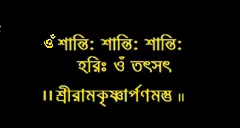 ওঁ শান্তি: শান্তি: শান্তি:
হরিঃ ওঁ তৎসৎ
।। শ্রীরামকৃষ্ণার্পণমস্তু ॥